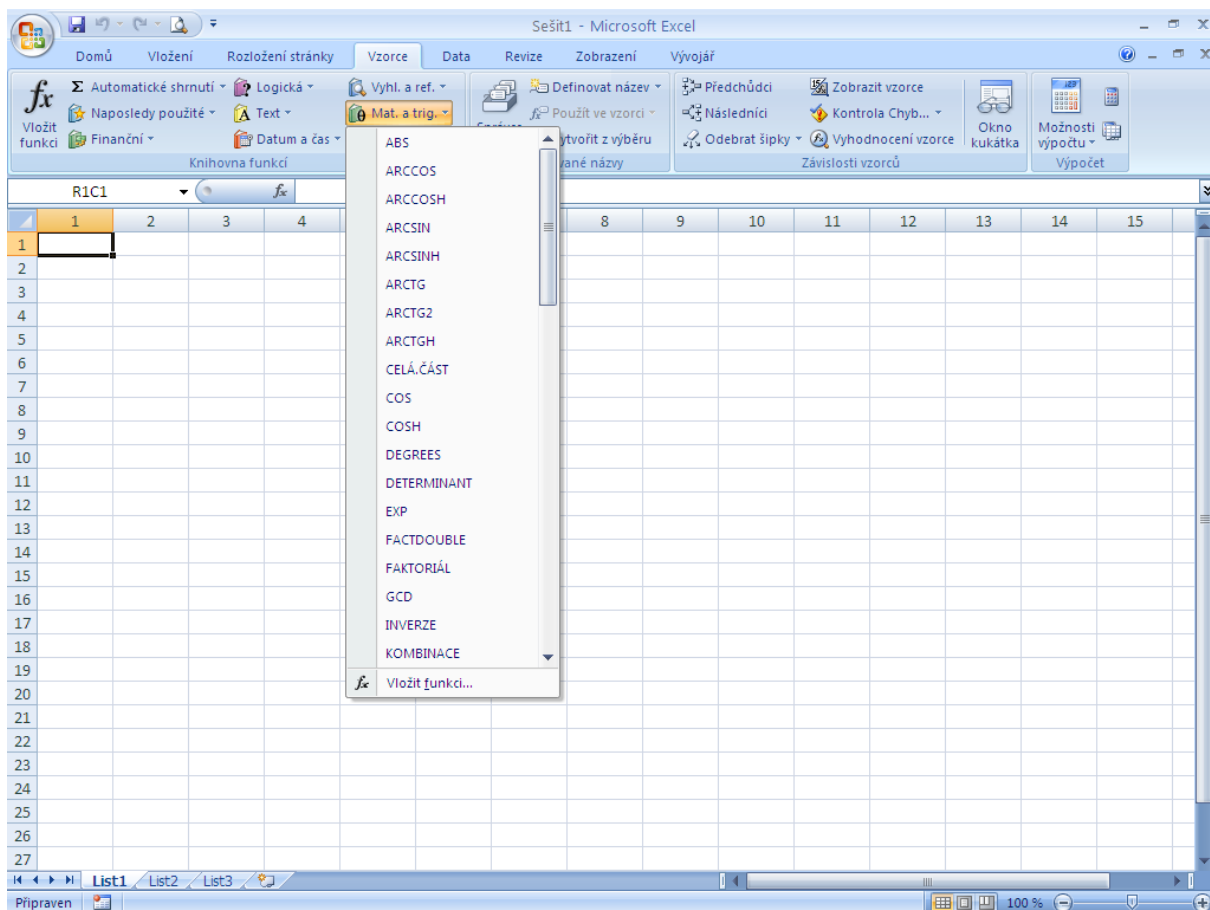 Sešit1 - Microsoft Excel
Domů Vložení Rozložení stránky Vzorce Data Revize Zobrazení Vývojář
fx Vložit funkci
Σ Automatické shrnutí
Naposledy použité
Finanční
Logická
Text
Datum a čas
Vyhl. a ref.
Mat. a trig.
Knihovna funkcí
Definovat název
Použít ve vzorci
z výběru
názvy
Předchůdci
Následníci
Odebrat šipky
Zobrazit vzorce
Kontrola Chyb...
Vyhodnocení vzorce
Závislosti vzorců
Okno kukátka
Možnosti výpočtu
Výpočet
R1C1 fx
1 2 3 4 8 9 10 11 12 13 14 15
1
2
3
4
5
6
7
8
9
10
11
12
13
14
15
16
17
18
19
20
21
22
23
24
25
26
27
ABS
ARCCOS
ARCCOSH
ARCSIN
ARCSINH
ARCTG
ARCTG2
ARCTGH
CELÁ.ČÁST
COS
COSH
DEGREES
DETERMINANT
EXP
FACTDOUBLE
FAKTORIÁL
GCD
INVERZE
KOMBINACE
fx Vložit funkci...
List1 List2 List3
Připraven 100 %